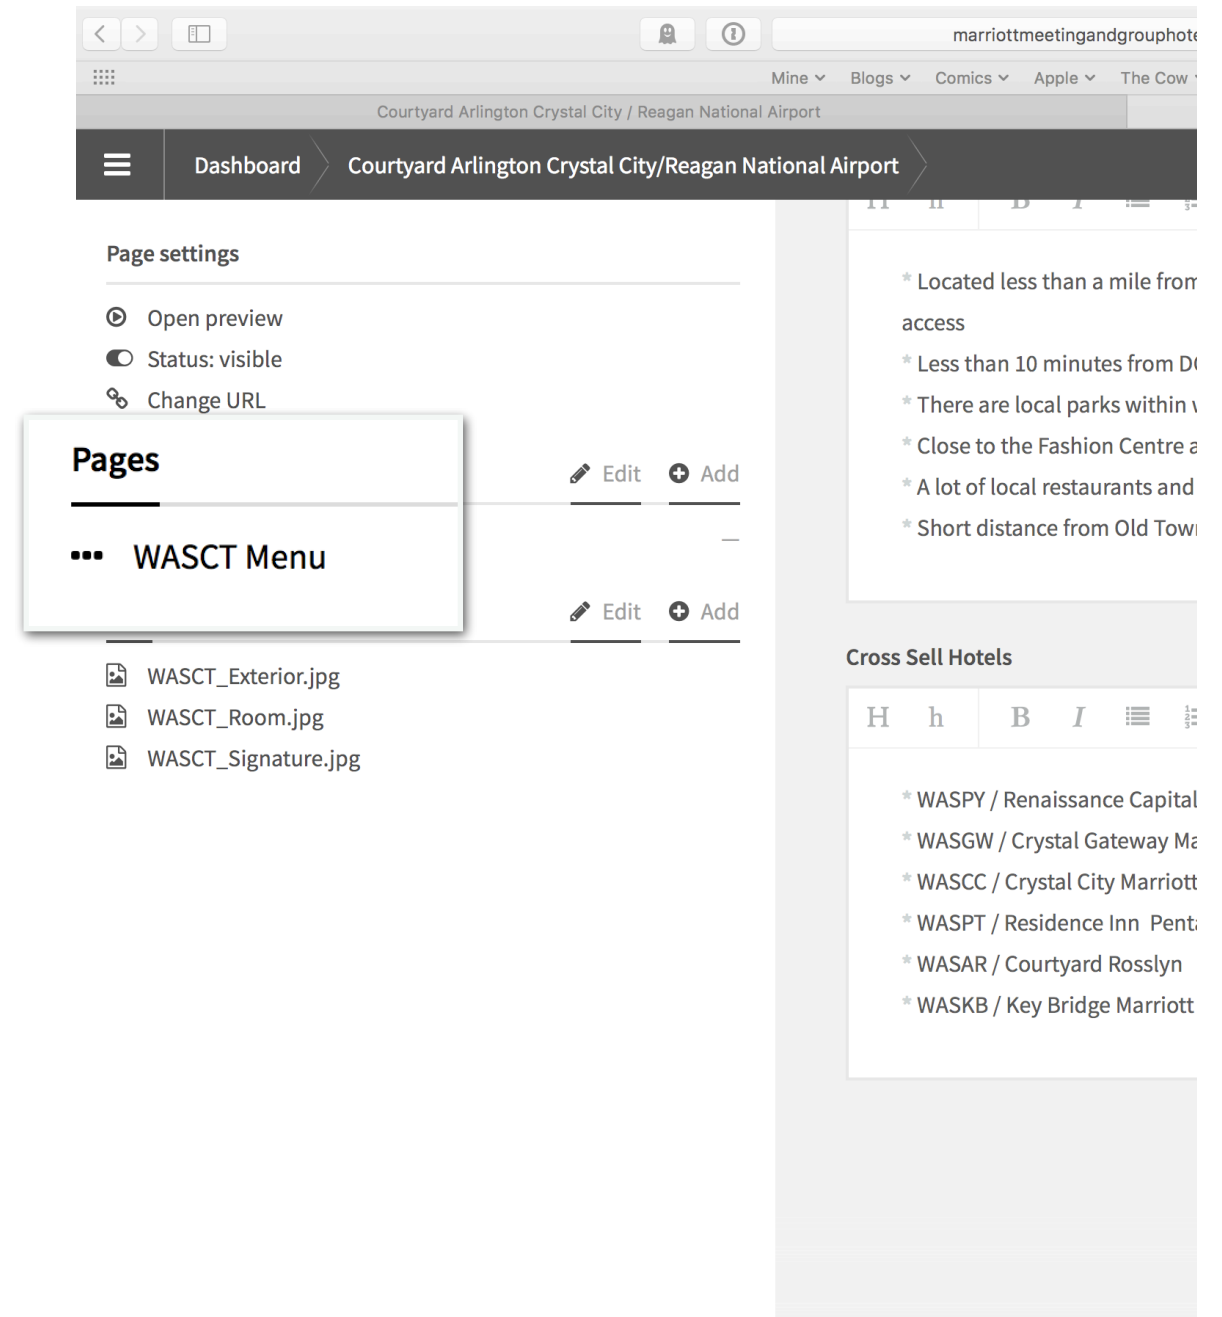 marriottmeetingandgrouphote
Mine Blogs Comics Apple The Cow
Courtyard Arlington Crystal City / Reagan National Airport
Dashboard Courtyard Arlington Crystal City/Reagan National Airport
Page settings
Open preview
Status: visible
Change URL
Pages
Edit Add
WASCT Menu
Edit Add
WASCT_Exterior.jpg
WASCT_Room.jpg
WASCT_Signature.jpg
H h B I
* Located less than a mile from
access
* Less than 10 minutes from DC
* There are local parks within
* Close to the Fashion Centre a
* A lot of local restaurants and
* Short distance from Old Tow
Cross Sell Hotels
H h B I
* WASPY / Renaissance Capital
* WASGW / Crystal Gateway Ma
* WASCC / Crystal City Marriott
* WASPT / Residence Inn Penta
* WASAR / Courtyard Rosslyn
* WASKB / Key Bridge Marriott